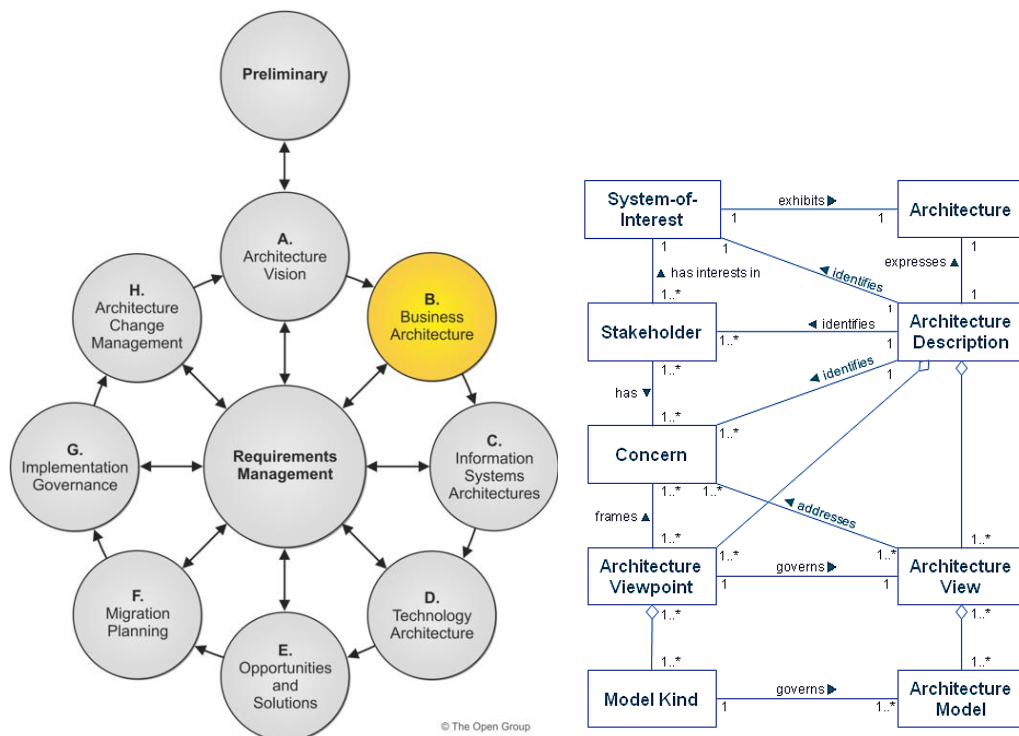 Preliminary
A.
Architecture
Vision
B.
Business
Architecture
H.
Architecture
Change
Management
G.
Implementation
Governance
Requirements
Management
C.
Information
Systems
Architectures
F.
Migration
Planning
D.
Technology
Architecture
E.
Opportunities
and
Solutions
© The Open Group
System-of-
Interest
1
exhibits ▶
1
Architecture
1
1
1
▲ has interests in
◀ identifies
expresses ▲
1..*
1
1
Stakeholder
1..*
◀ identifies
1
Architecture
Description
1..*
◀ identifies
1
has ▼
1..*
1..*
Concern
1..*
1..*
frames ▲
◀ addresses
1..*
1..*
1..*
1..*
Architecture
Viewpoint
1
governs ▶
1
Architecture
View
1..*
1..*
1..*
1..*
Model Kind
1
governs ▶
1..*
Architecture
Model